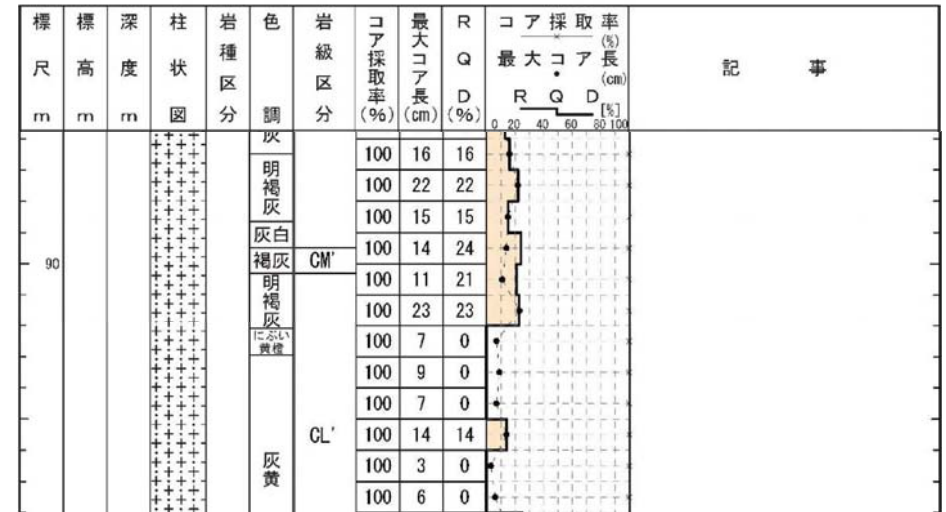 標尺m
標高m
深度m
柱状図
岩種区分
色調
岩級区分
コア採取率(%)
最大コア長(cm)
RQD(%)
コア採取率(%)
最大コア長(cm)
RQD[%]
0 20 40 60 80 100
記事
灰
100 16 16
明褐灰
100 22 22
100 15 15
灰白
100 14 24
90
褐灰 CM'
100 11 21
明褐灰
100 23 23
にぶい
黄橙
100 7 0
100 9 0
100 7 0
CL'
100 14 14
灰黄
100 3 0
100 6 0